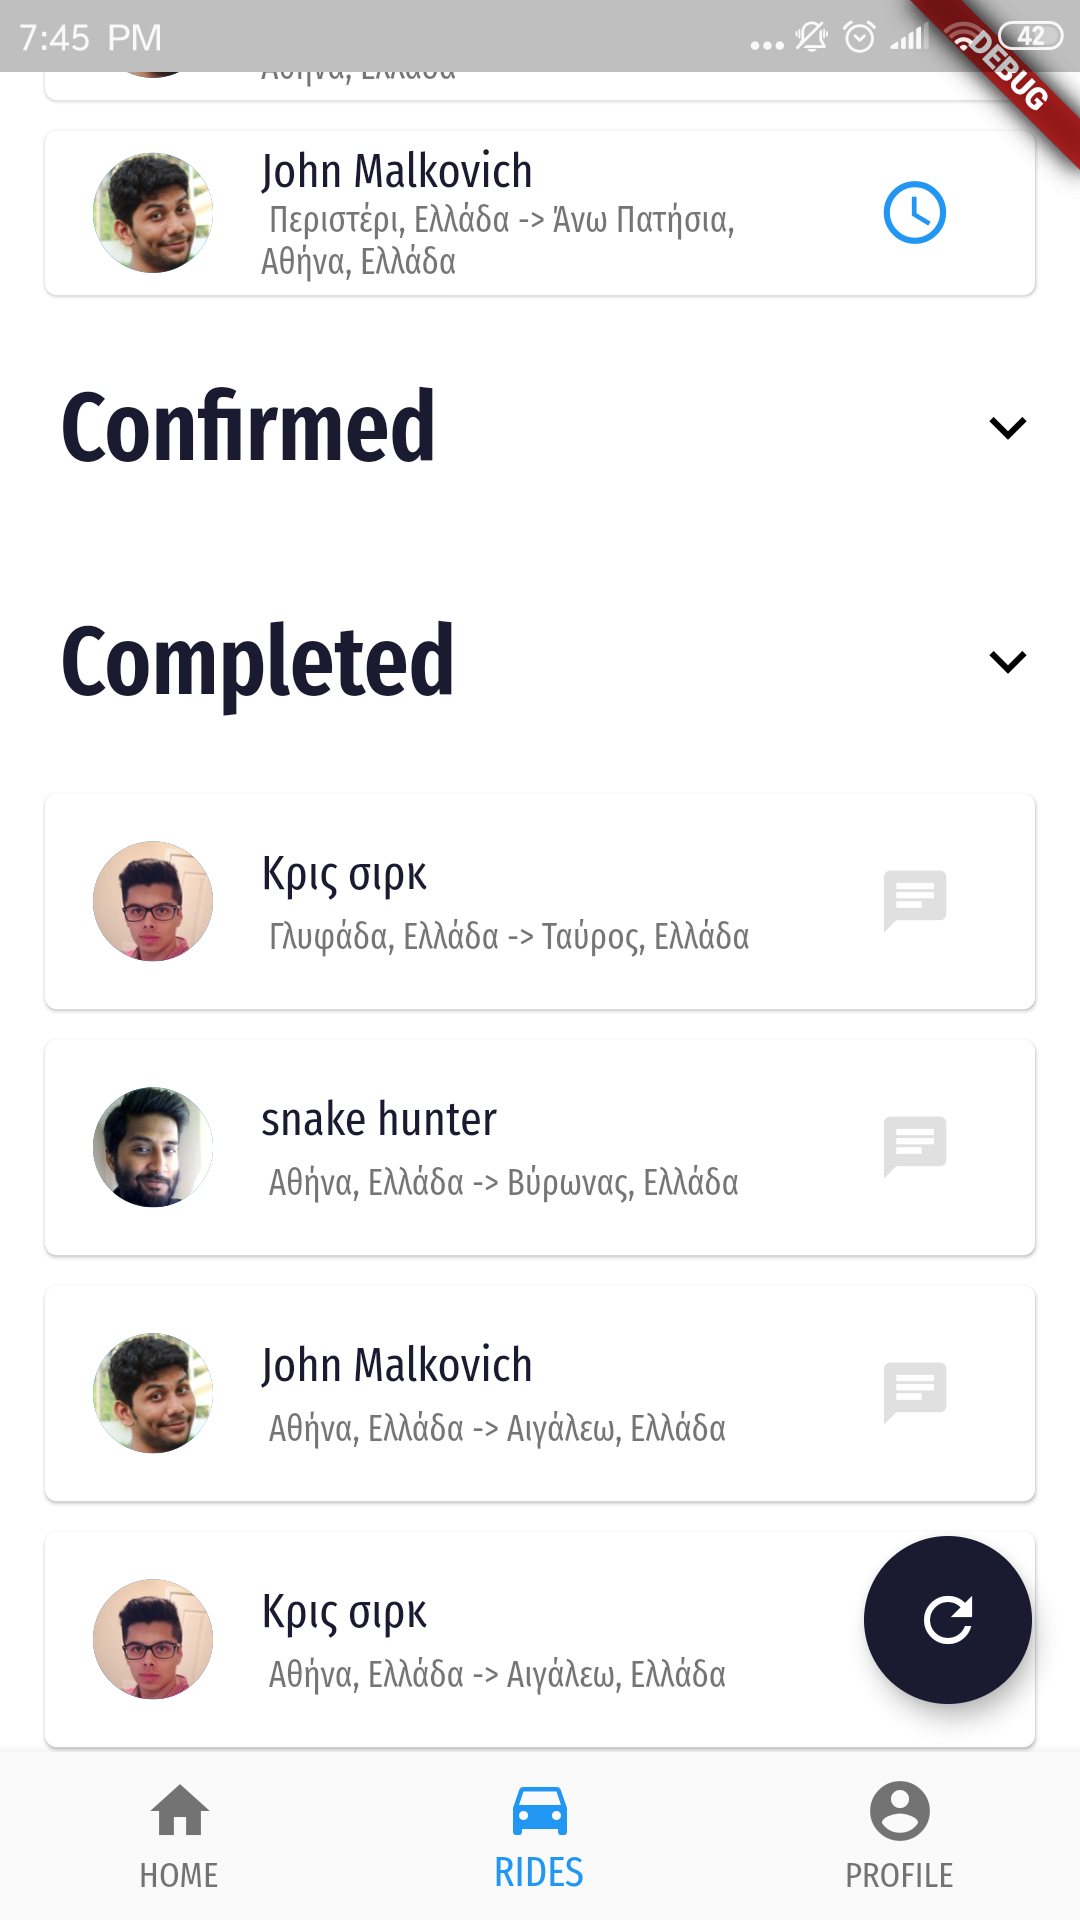 7:45 PM
42
DEBUG
Αθήνα, Ελλάδα
John Malkovich
Περιστέρι, Ελλάδα -> Άνω Πατήσια,
Αθήνα, Ελλάδα
Confirmed
Completed
Κρις σιρκ
Γλυφάδα, Ελλάδα -> Ταύρος, Ελλάδα
snake hunter
Αθήνα, Ελλάδα -> Βύρωνας, Ελλάδα
John Malkovich
Αθήνα, Ελλάδα -> Αιγάλεω, Ελλάδα
Κρις σιρκ
Αθήνα, Ελλάδα -> Αιγάλεω, Ελλάδα
HOME
RIDES
PROFILE